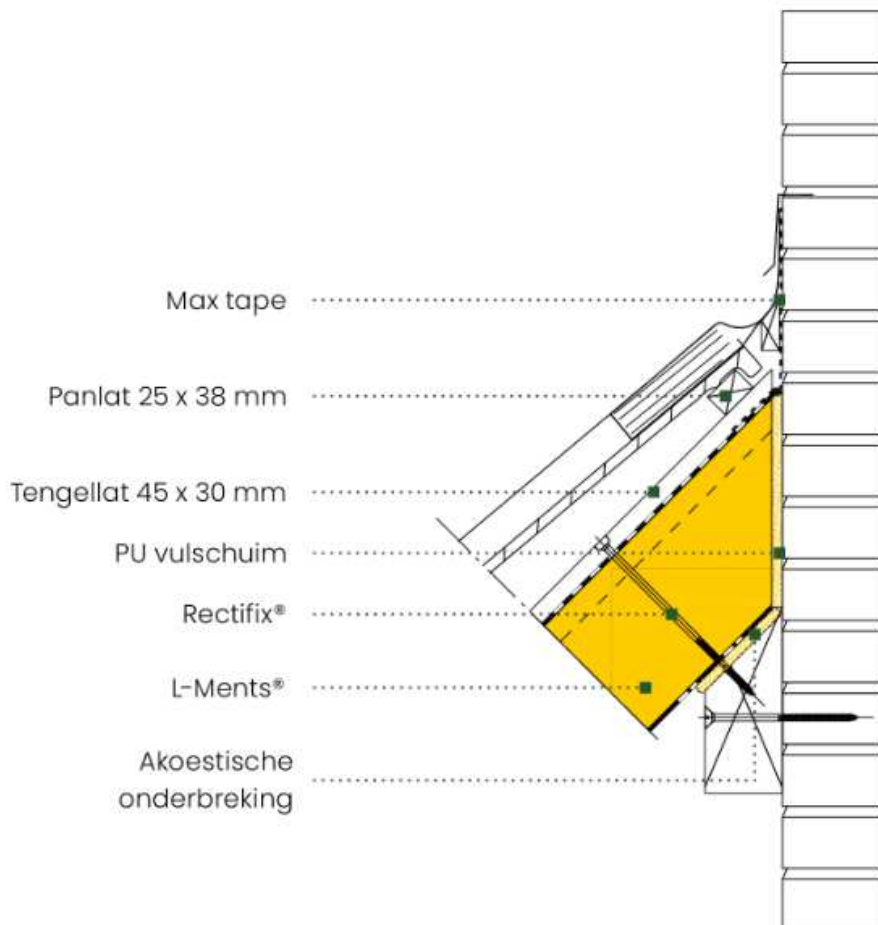 Max tape
Panlat 25 x 38 mm
Tengellat 45 x 30 mm
PU vulschuim
Rectifix®
L-Ments®
Akoestische
onderbreking